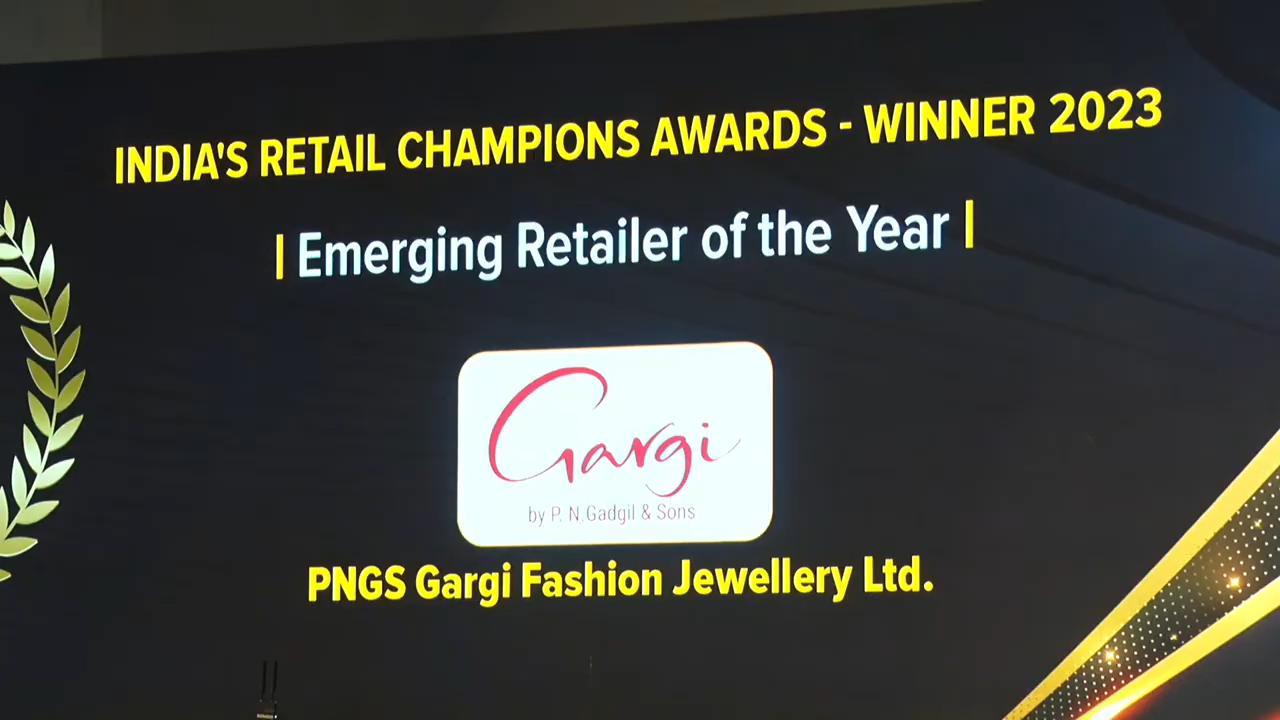 INDIA'S RETAIL CHAMPIONS AWARDS - WINNER 2023
| Emerging Retailer of the Year |
Gargi
by P. N. Gadgil & Sons
PNGS Gargi Fashion Jewellery Ltd.